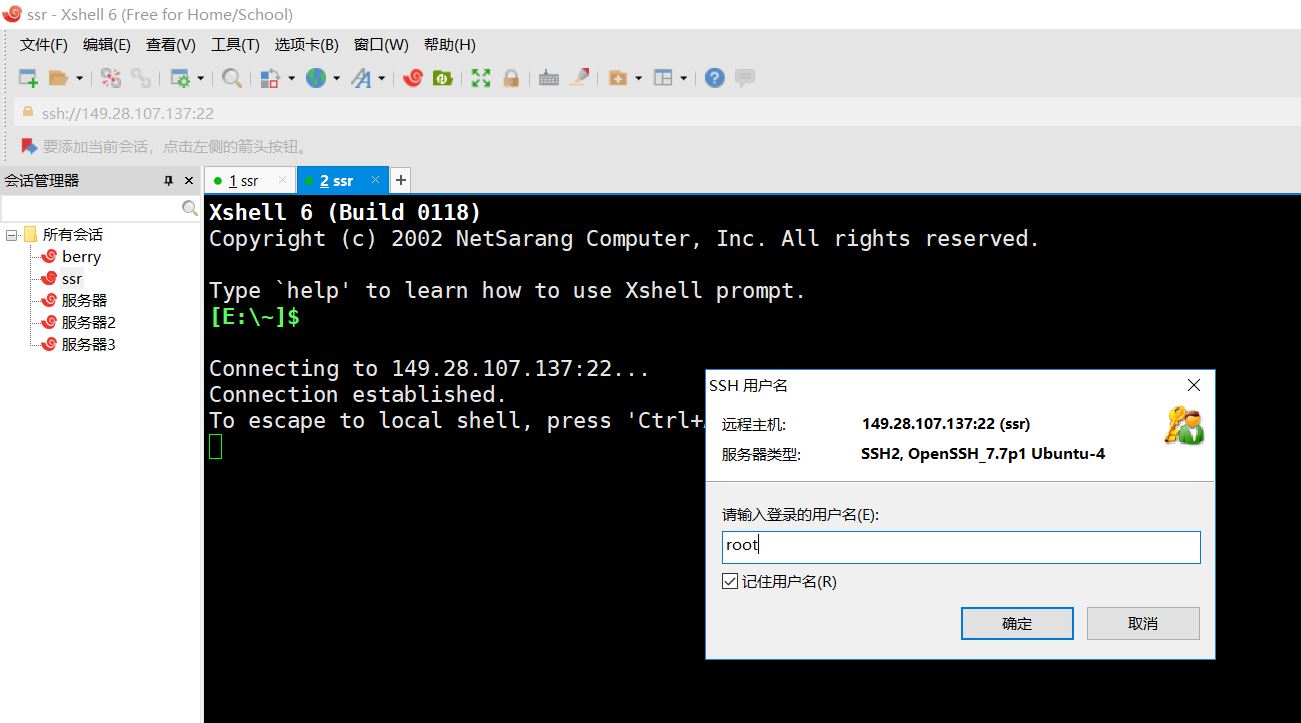 ssr - Xshell 6 (Free for Home/School)
文件(F) 编辑(E) 查看(V) 工具(T) 选项卡(B) 窗口(W) 帮助(H)
ssh://149.28.107.137:22
要添加当前会话，点击左侧的箭头按钮。
会话管理器
1 ssr
2 ssr
所有会话
berry
ssr
服务器
服务器2
服务器3
Xshell 6 (Build 0118)
Copyright (c) 2002 NetSarang Computer, Inc. All rights reserved.
Type `help' to learn how to use Xshell prompt.
[E:\~]$
Connecting to 149.28.107.137:22...
Connection established.
To escape to local shell, press 'Ctrl+
SSH 用户名
远程主机: 149.28.107.137:22 (ssr)
服务器类型: SSH2, OpenSSH_7.7p1 Ubuntu-4
请输入登录的用户名(E):
root
记住用户名(R)
确定 取消